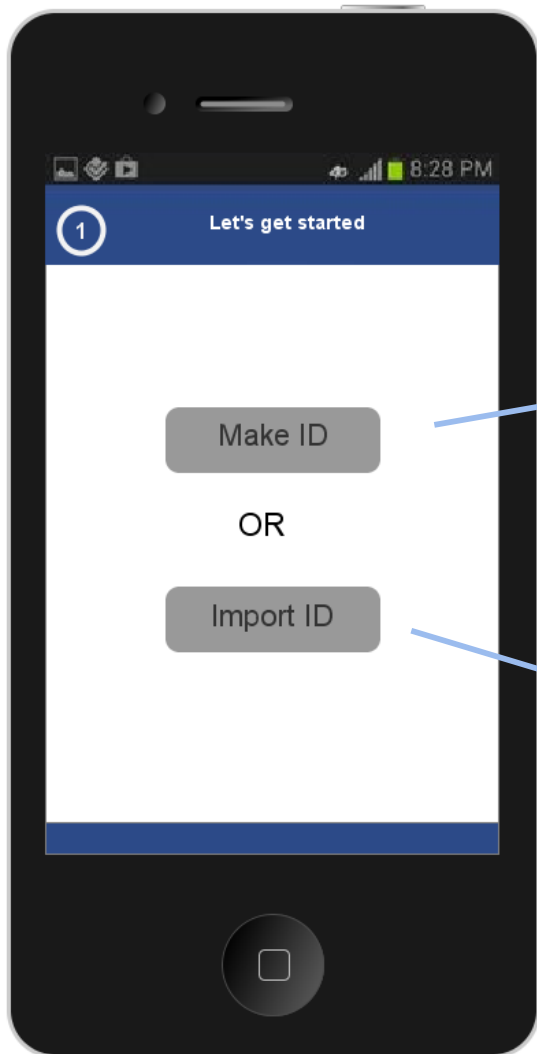 8:28 PM
1
Let's get started
Make ID
OR
Import ID